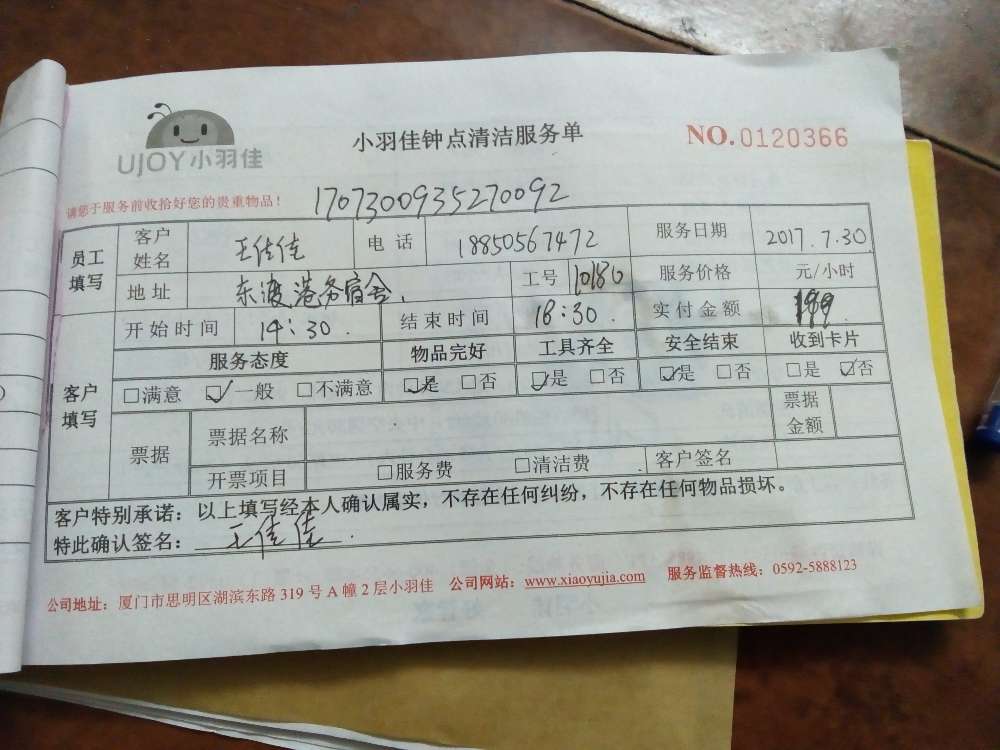 UJOY小羽佳
小羽佳钟点清洁服务单
NO.0120366
请您于服务前收拾好您的贵重物品！
1707300935270092
员工填写 客户姓名 王佳佳 电话 18850567472 服务日期 2017.7.30
地址 东渡港务宿舍. 工号 10180 服务价格 元/小时
客户填写 开始时间 14:30. 结束时间 18:30. 实付金额 199
服务态度 物品完好 工具齐全 安全结束 收到卡片
□满意 ☑一般 □不满意 ☑是 □否 ☑是 □否 ☑是 □否 □是 ☑否
票据 票据名称 票据金额
开票项目 □服务费 □清洁费 客户签名
客户特别承诺：以上填写经本人确认属实，不存在任何纠纷，不存在任何物品损坏。
特此确认签名：王佳佳.
公司地址：厦门市思明区湖滨东路 319 号 A 幢 2 层小羽佳 公司网站：www.xiaoyujia.com 服务监督热线：0592-5888123